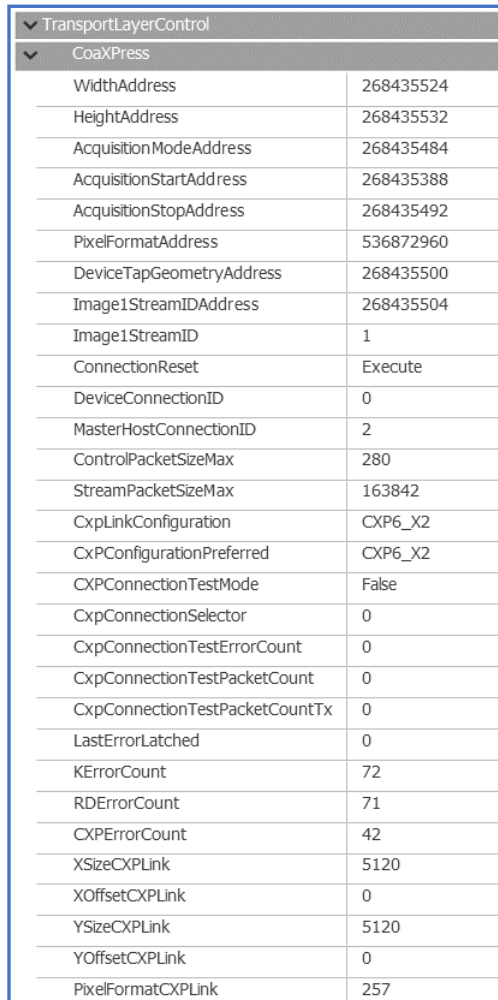 TransportLayerControl
CoaXPress
WidthAddress 268435524
HeightAddress 268435532
AcquisitionModeAddress 268435484
AcquisitionStartAddress 268435388
AcquisitionStopAddress 268435492
PixelFormatAddress 536872960
DeviceTapGeometryAddress 268435500
Image1StreamIDAddress 268435504
Image1StreamID 1
ConnectionReset Execute
DeviceConnectionID 0
MasterHostConnectionID 2
ControlPacketSizeMax 280
StreamPacketSizeMax 163842
CxpLinkConfiguration CXP6_X2
CxPConfigurationPreferred CXP6_X2
CXPConnectionTestMode False
CxpConnectionSelector 0
CxpConnectionTestErrorCount 0
CxpConnectionTestPacketCount 0
CxpConnectionTestPacketCountTx 0
LastErrorLatched 0
KErrorCount 72
RDErrorCount 71
CXPErrorCount 42
XSizeCXPLink 5120
XOffsetCXPLink 0
YSizeCXPLink 5120
YOffsetCXPLink 0
PixelFormatCXPLink 257